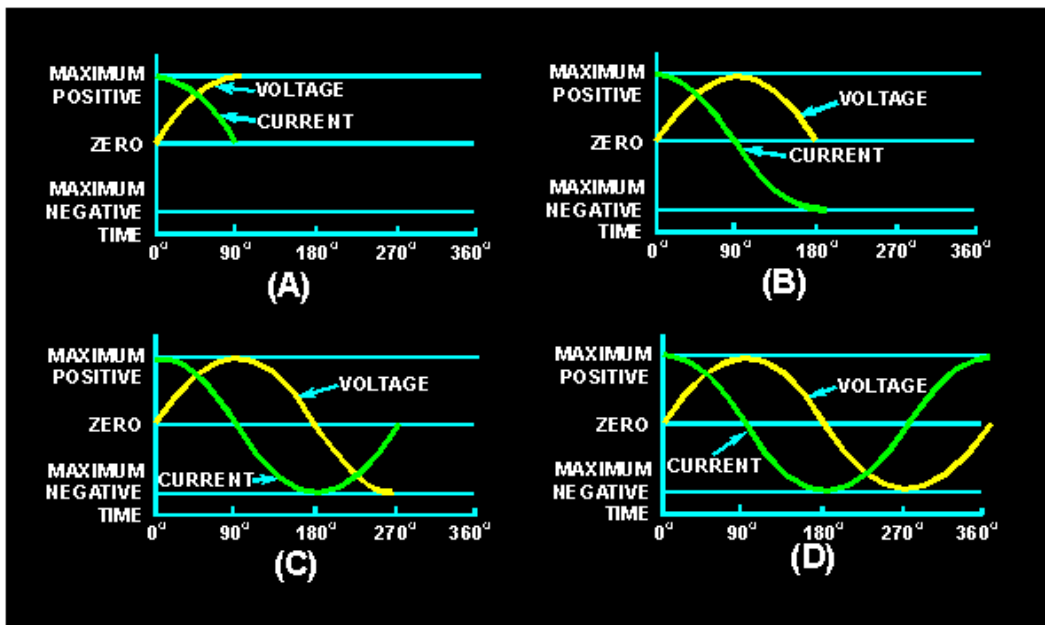 MAXIMUM
POSITIVE
VOLTAGE
CURRENT
ZERO
MAXIMUM
NEGATIVE
TIME
0° 90° 180° 270° 360°
(A)
MAXIMUM
POSITIVE
VOLTAGE
ZERO
CURRENT
MAXIMUM
NEGATIVE
TIME
0° 90° 180° 270° 360°
(B)
MAXIMUM
POSITIVE
VOLTAGE
ZERO
MAXIMUM
CURRENT
NEGATIVE
TIME
0° 90° 180° 270° 360°
(C)
MAXIMUM
POSITIVE
VOLTAGE
ZERO
CURRENT
MAXIMUM
NEGATIVE
TIME
0° 90° 180° 270° 360°
(D)